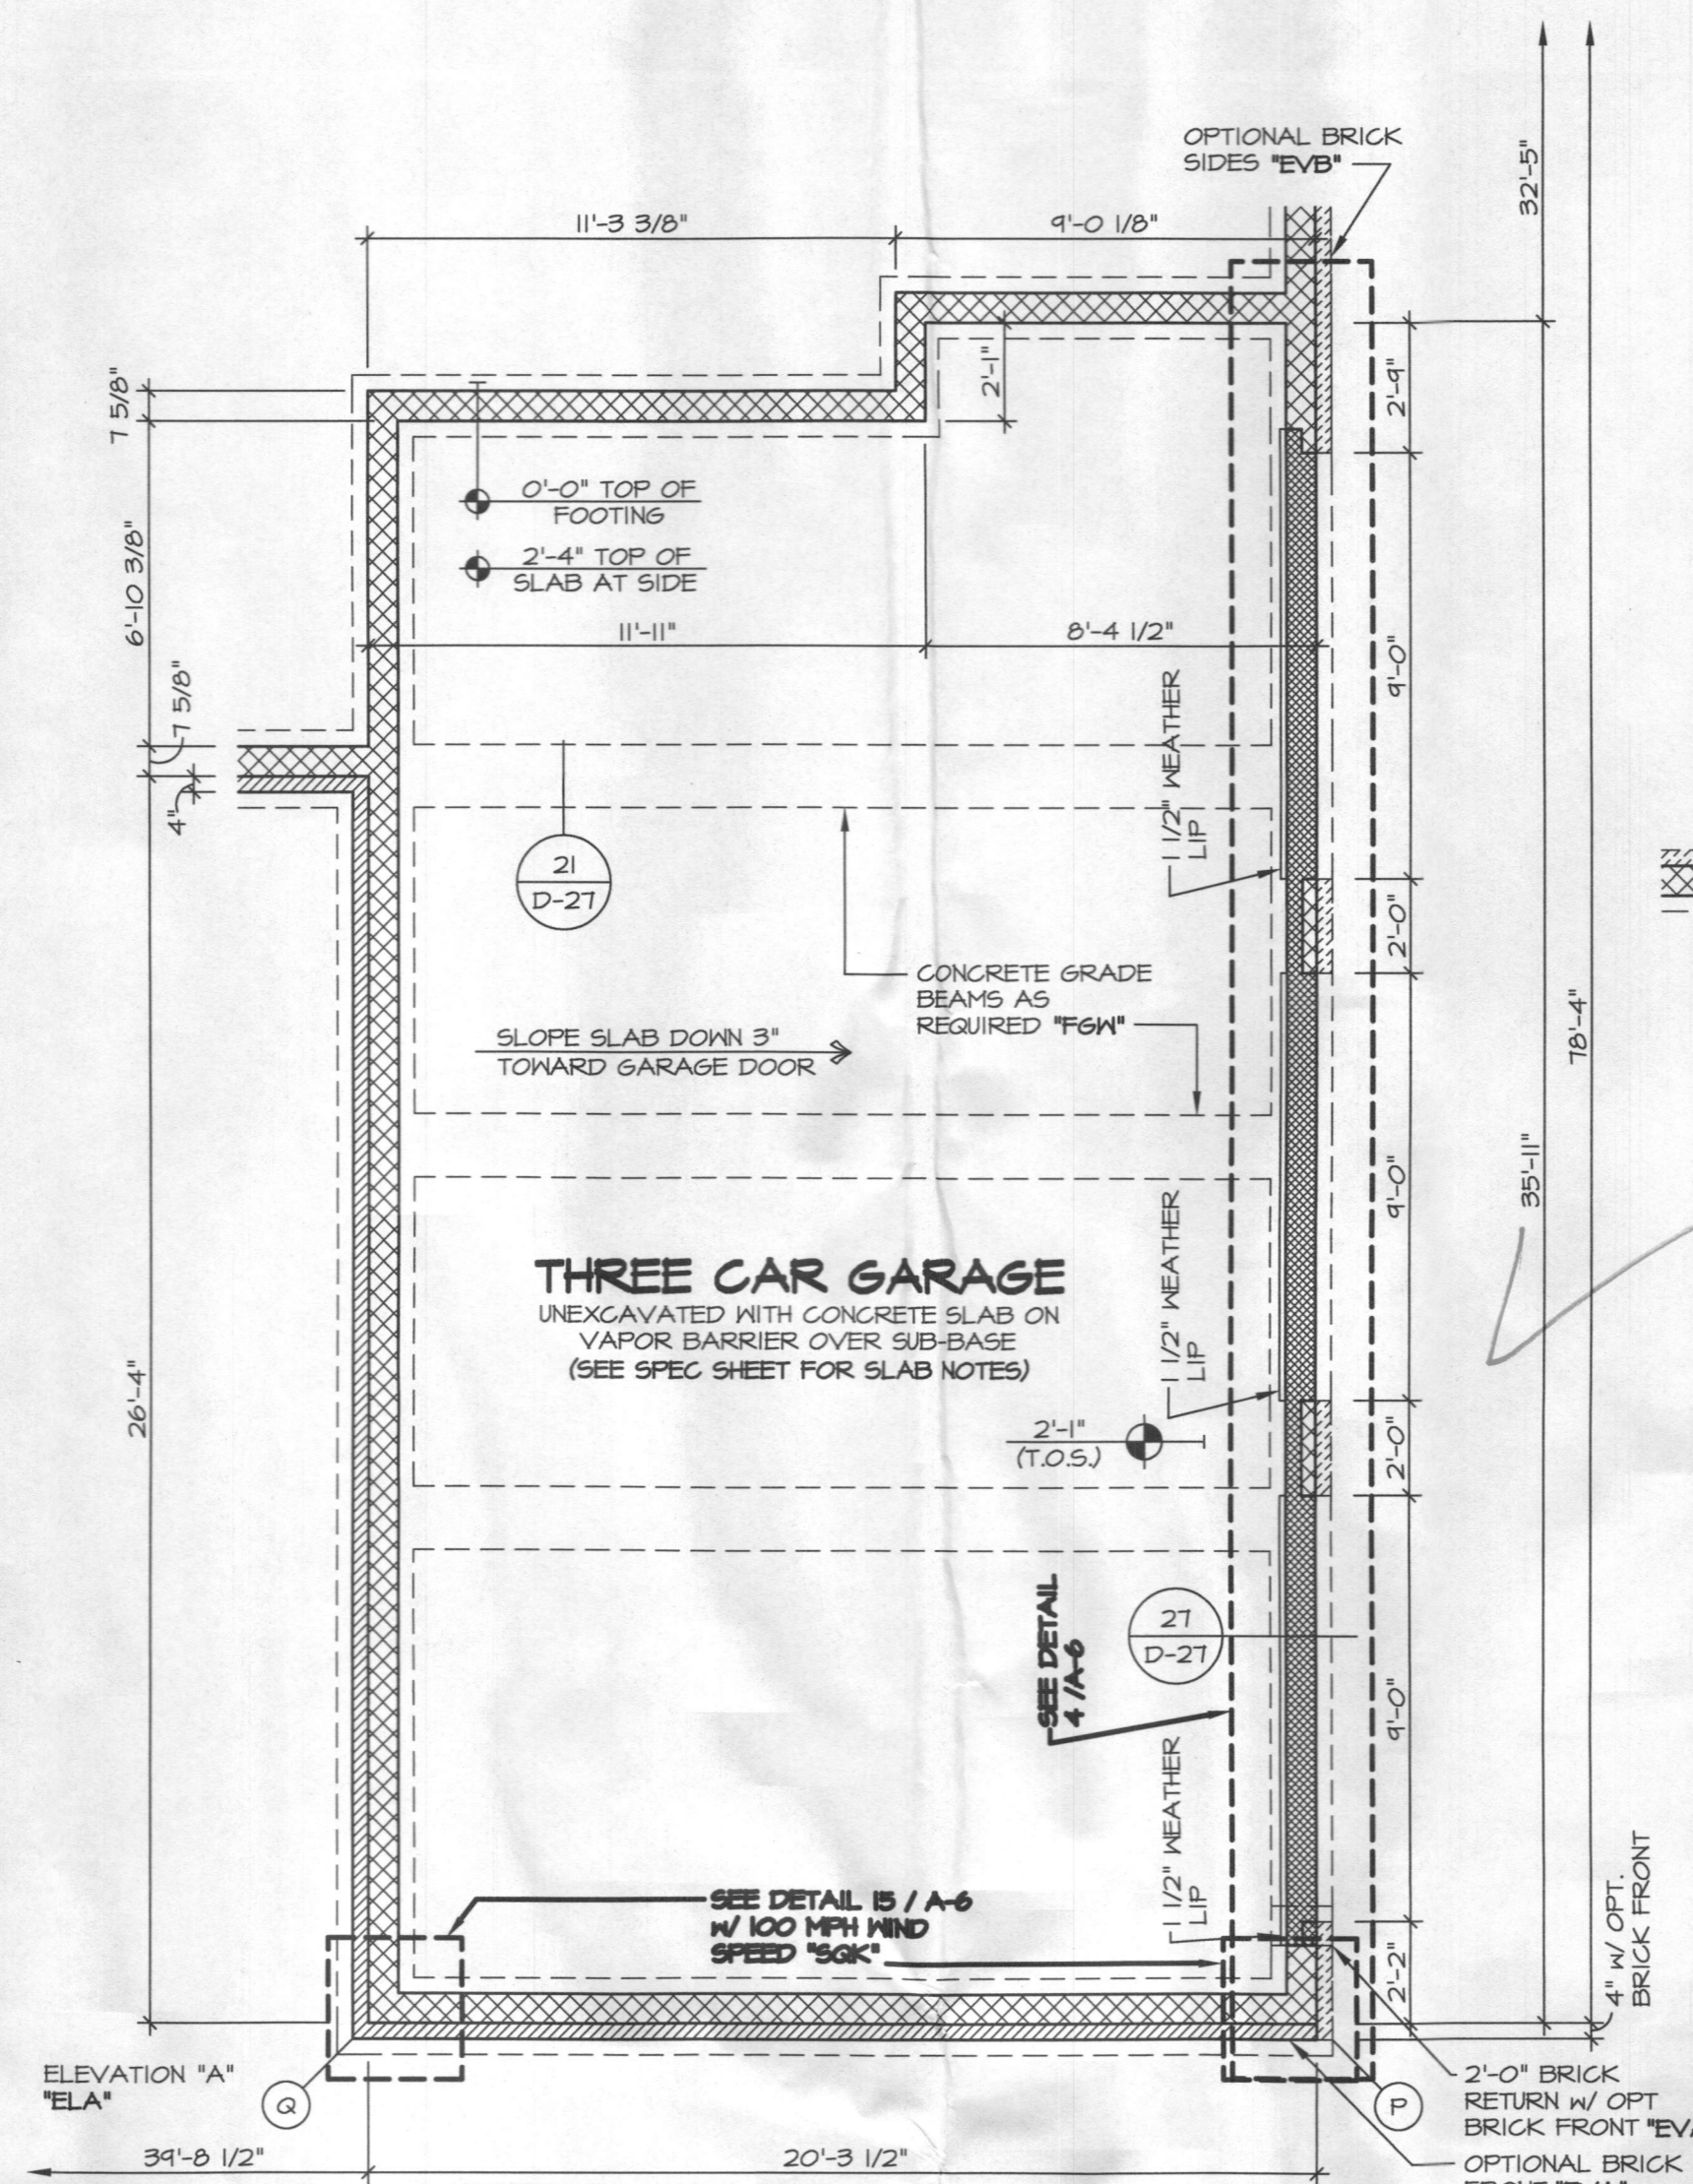 OPTIONAL BRICK
SIDES "EVB"
32'-5"
11'-3 3/8"
9'-0 1/8"
7 5/8"
2'-1"
2'-9"
0'-0" TOP OF
FOOTING
2'-4" TOP OF
SLAB AT SIDE
6'-10 3/8"
11'-11"
8'-4 1/2"
9'-0"
7 5/8"
4"
1 1/2" WEATHER
LIP
21
D-27
2'-0"
CONCRETE GRADE
BEAMS AS
REQUIRED "FGW"
SLOPE SLAB DOWN 3"
TOWARD GARAGE DOOR
78'-4"
35'-11"
9'-0"
THREE CAR GARAGE
UNEXCAVATED WITH CONCRETE SLAB ON
VAPOR BARRIER OVER SUB-BASE
(SEE SPEC SHEET FOR SLAB NOTES)
1 1/2" WEATHER
LIP
26'-4"
2'-1"
(T.O.S.)
2'-0"
SEE DETAIL
4 /A-6
27
D-27
9'-0"
1 1/2" WEATHER
LIP
SEE DETAIL 15 / A-6
W/ 100 MPH WIND
SPEED "SQK"
2'-2"
4" W/ OPT.
BRICK FRONT
ELEVATION "A"
"ELA"
Q
P
2'-0" BRICK
RETURN W/ OPT
BRICK FRONT
39'-8 1/2"
20'-3 1/2"
OPTIONAL BRICK